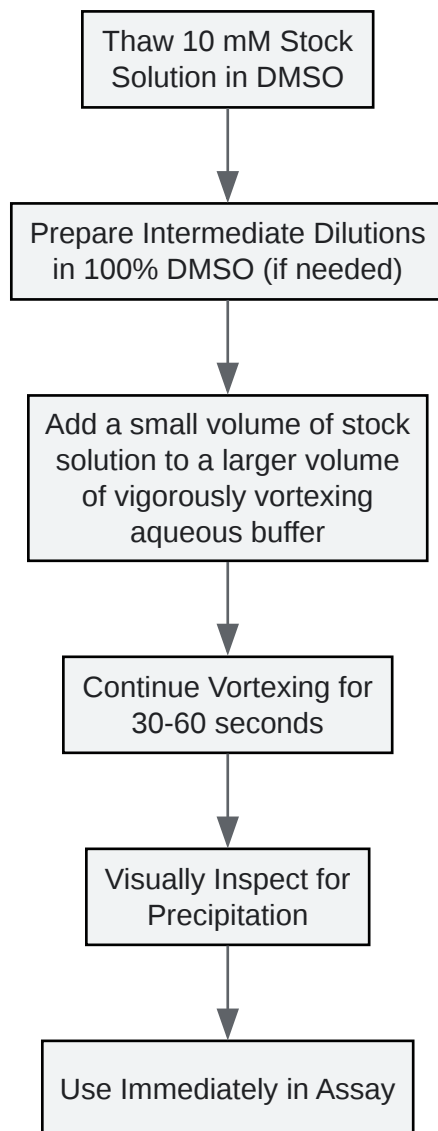 Thaw 10 mM Stock
Solution in DMSO
Prepare Intermediate Dilutions
in 100% DMSO (if needed)
Add a small volume of stock
solution to a larger volume
of vigorously vortexing
aqueous buffer
Continue Vortexing for
30-60 seconds
Visually Inspect for
Precipitation
Use Immediately in Assay